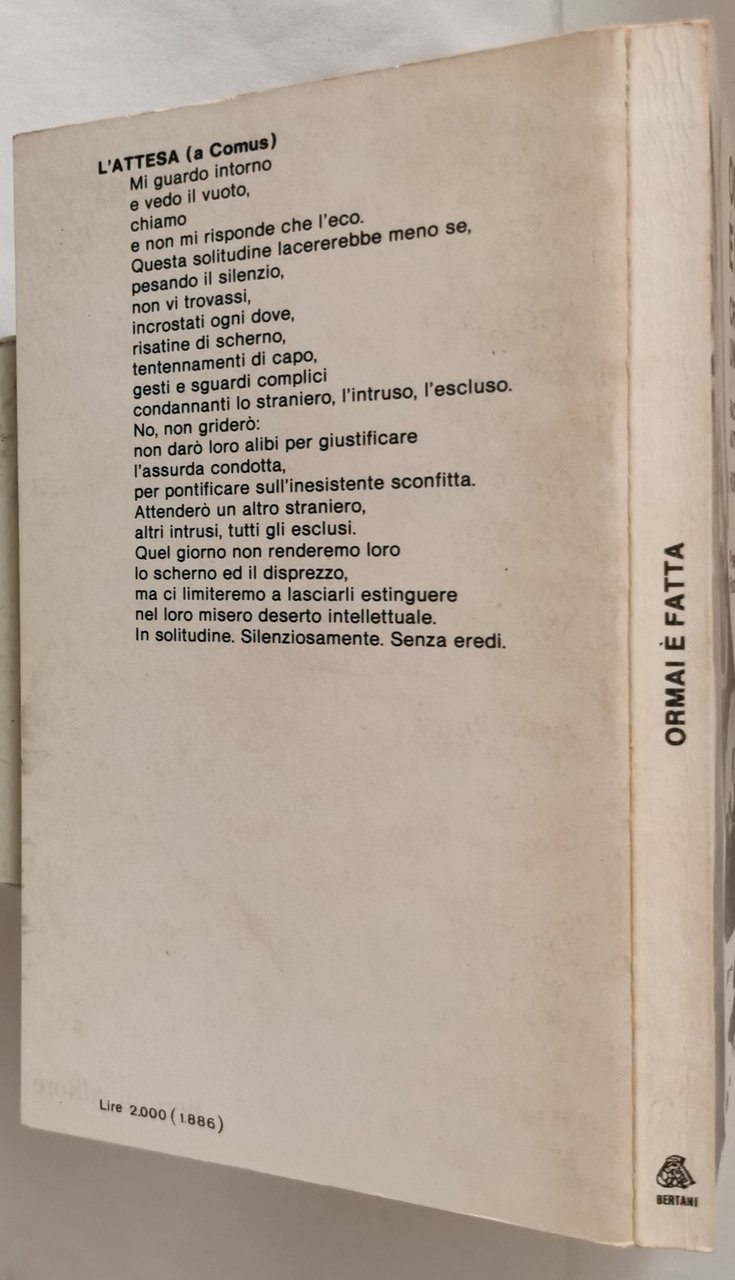 L'ATTESA (a Comus)
Mi guardo intorno
e vedo il vuoto,
chiamo
e non mi risponde che l'eco.
Questa solitudine lacererebbe meno se,
pesando il silenzio,
non vi trovassi,
incrostati ogni dove,
risatine di scherno,
tentennamenti di capo,
gesti e sguardi complici
condannanti lo straniero, l'intruso, l'escluso.
No, non griderò:
non darò loro alibi per giustificare
l'assurda condotta,
per pontificare sull'inesistente sconfitta.
Attenderò un altro straniero,
altri intrusi, tutti gli esclusi.
Quel giorno non renderemo loro
lo scherno ed il disprezzo,
ma ci limiteremo a lasciarli estinguere
nel loro misero deserto intellettuale.
In solitudine. Silenziosamente. Senza eredi.
Lire 2.000 (1.886)
ORMAI È FATTA
BERTANI